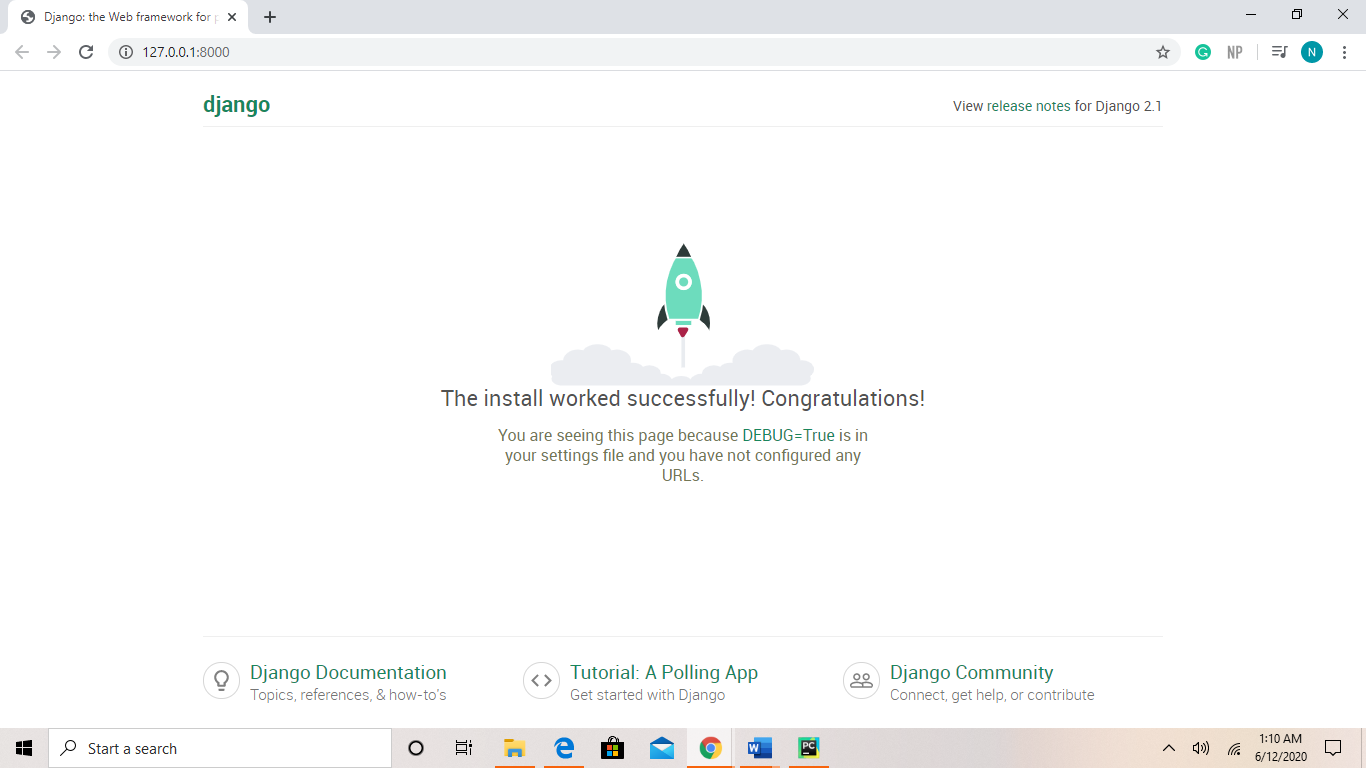 Django: the Web framework for p
127.0.0.1:8000
NP
N
django
View release notes for Django 2.1
The install worked successfully! Congratulations!
You are seeing this page because DEBUG=True is in
your settings file and you have not configured any
URLs.
Django Documentation
Topics, references, & how-to's
Tutorial: A Polling App
Get started with Django
Django Community
Connect, get help, or contribute
Start a search
W
PC
1:10 AM
6/12/2020